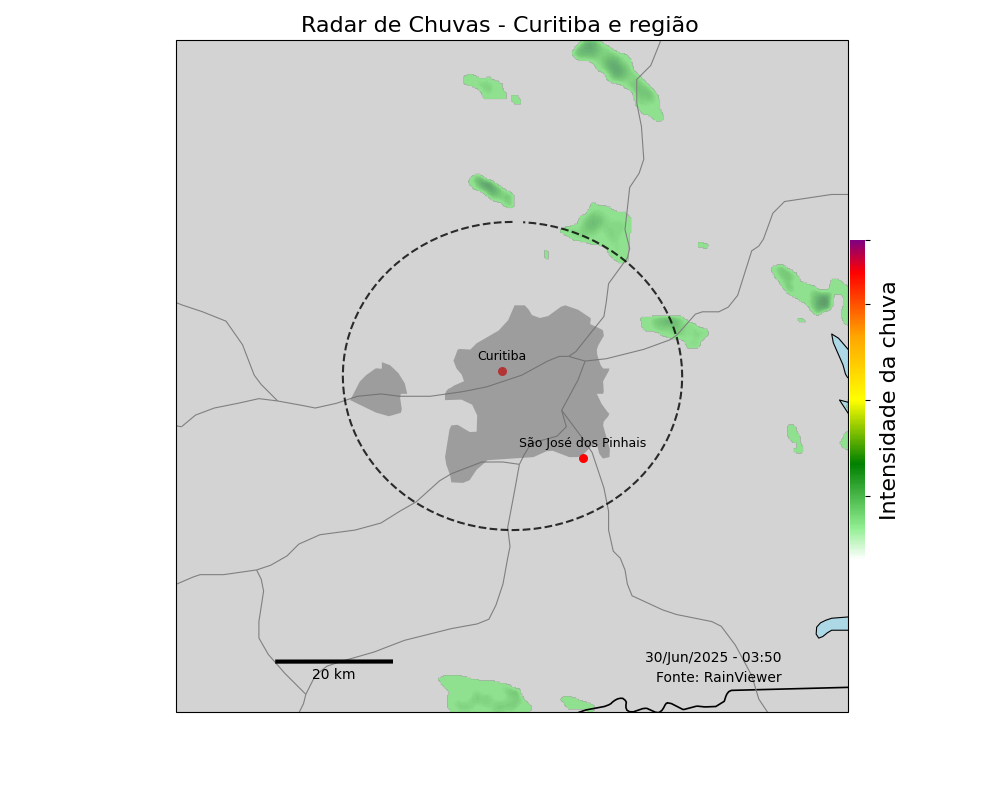 Radar de Chuvas - Curitiba e região
Curitiba
São José dos Pinhais
Intensidade da chuva
30/Jun/2025 - 03:50
Fonte: RainViewer
20 km